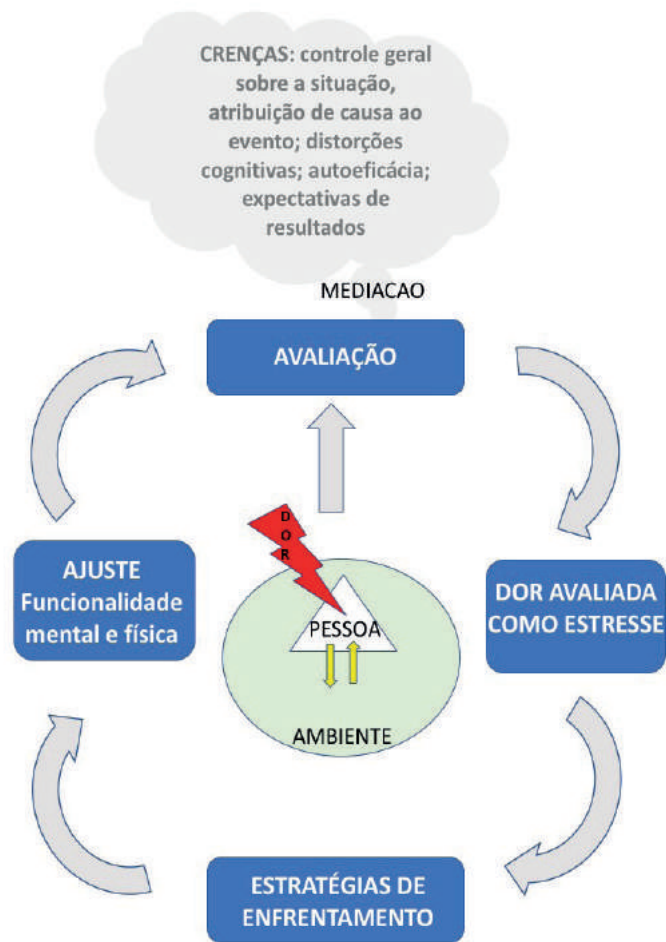 CRENÇAS: controle geral
sobre a situação,
atribuição de causa ao
evento; distorções
cognitivas; autoeficácia;
expectativas de
resultados
MEDIACAO
AVALIAÇÃO
DOR
AJUSTE
Funcionalidade
mental e física
PESSOA
DOR AVALIADA
COMO ESTRESSE
AMBIENTE
ESTRATÉGIAS DE
ENFRENTAMENTO